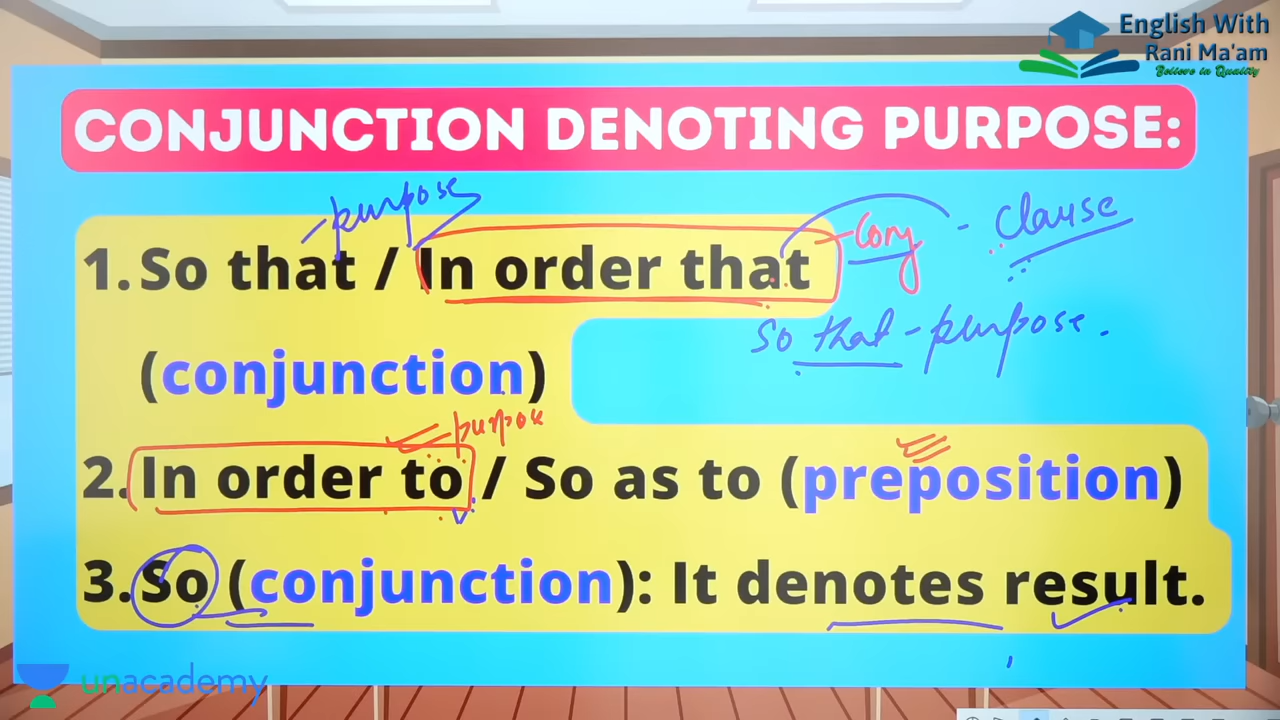 English With
Rani Ma'am
Believe in Quality
CONJUNCTION DENOTING PURPOSE:
purpose
1. So that / In order that
conj - clause
so that - purpose.
(conjunction)
purpose
2. In order to / So as to (preposition)
3. So (conjunction): It denotes result.
unacademy